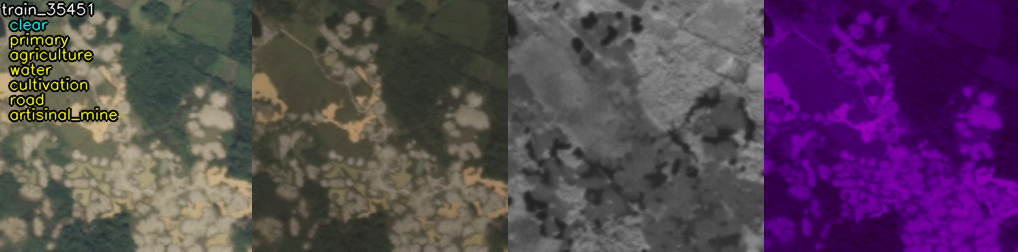 train_35451
clear
primary
agriculture
water
cultivation
road
artisinal_mine